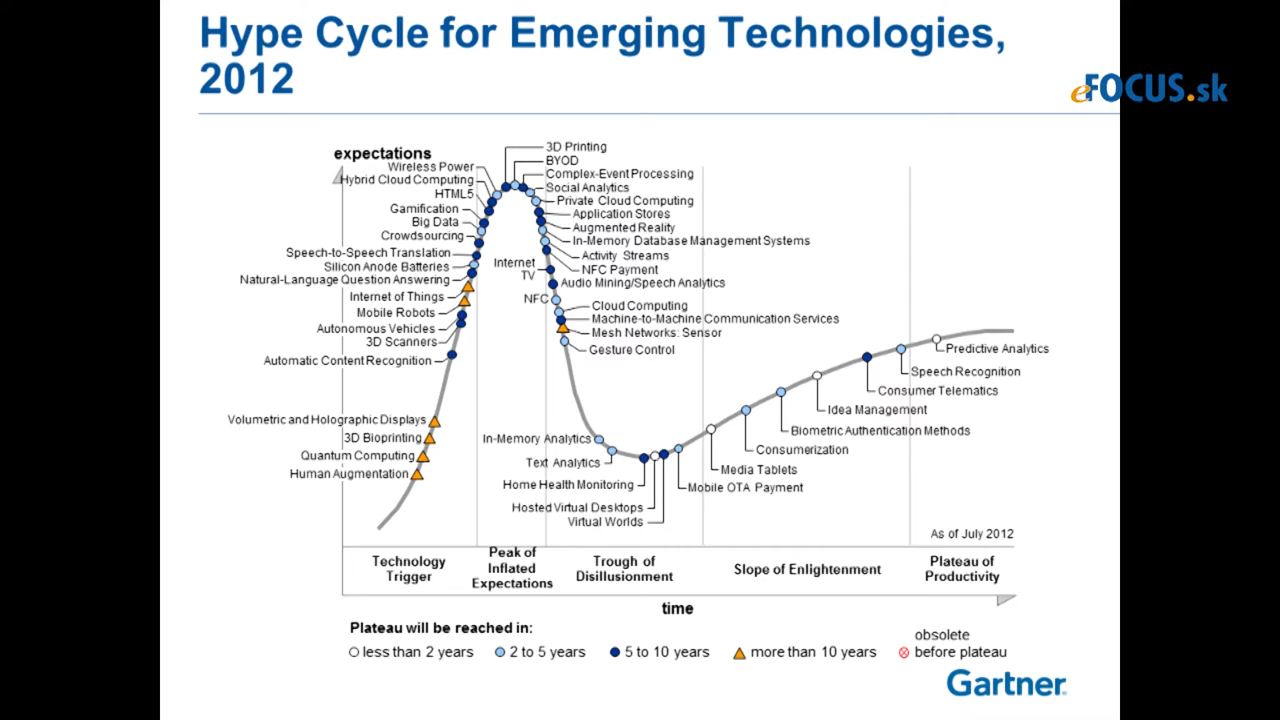 Hype Cycle for Emerging Technologies,
2012
eFOCUS.sk
expectations
3D Printing
BYOD
Wireless Power
Complex-Event Processing
Hybrid Cloud Computing
Social Analytics
HTML5
Private Cloud Computing
Gamification
Application Stores
Big Data
Augmented Reality
Crowdsourcing
In-Memory Database Management Systems
Speech-to-Speech Translation
Activity Streams
Silicon Anode Batteries
Internet
TV
NFC Payment
Natural-Language Question Answering
Audio Mining/Speech Analytics
Internet of Things
NFC
Cloud Computing
Mobile Robots
Machine-to-Machine Communication Services
Autonomous Vehicles
Mesh Networks: Sensor
3D Scanners
Gesture Control
Automatic Content Recognition
Predictive Analytics
Speech Recognition
Consumer Telematics
Idea Management
Volumetric and Holographic Displays
Biometric Authentication Methods
3D Bioprinting
In-Memory Analytics
Consumerization
Quantum Computing
Text Analytics
Media Tablets
Human Augmentation
Home Health Monitoring
Mobile OTA Payment
Hosted Virtual Desktops
Virtual Worlds
As of July 2012
Technology
Trigger
Peak of
Inflated
Expectations
Trough of
Disillusionment
Slope of Enlightenment
Plateau of
Productivity
time
Plateau will be reached in:
less than 2 years
2 to 5 years
5 to 10 years
more than 10 years
obsolete
before plateau
Gartner